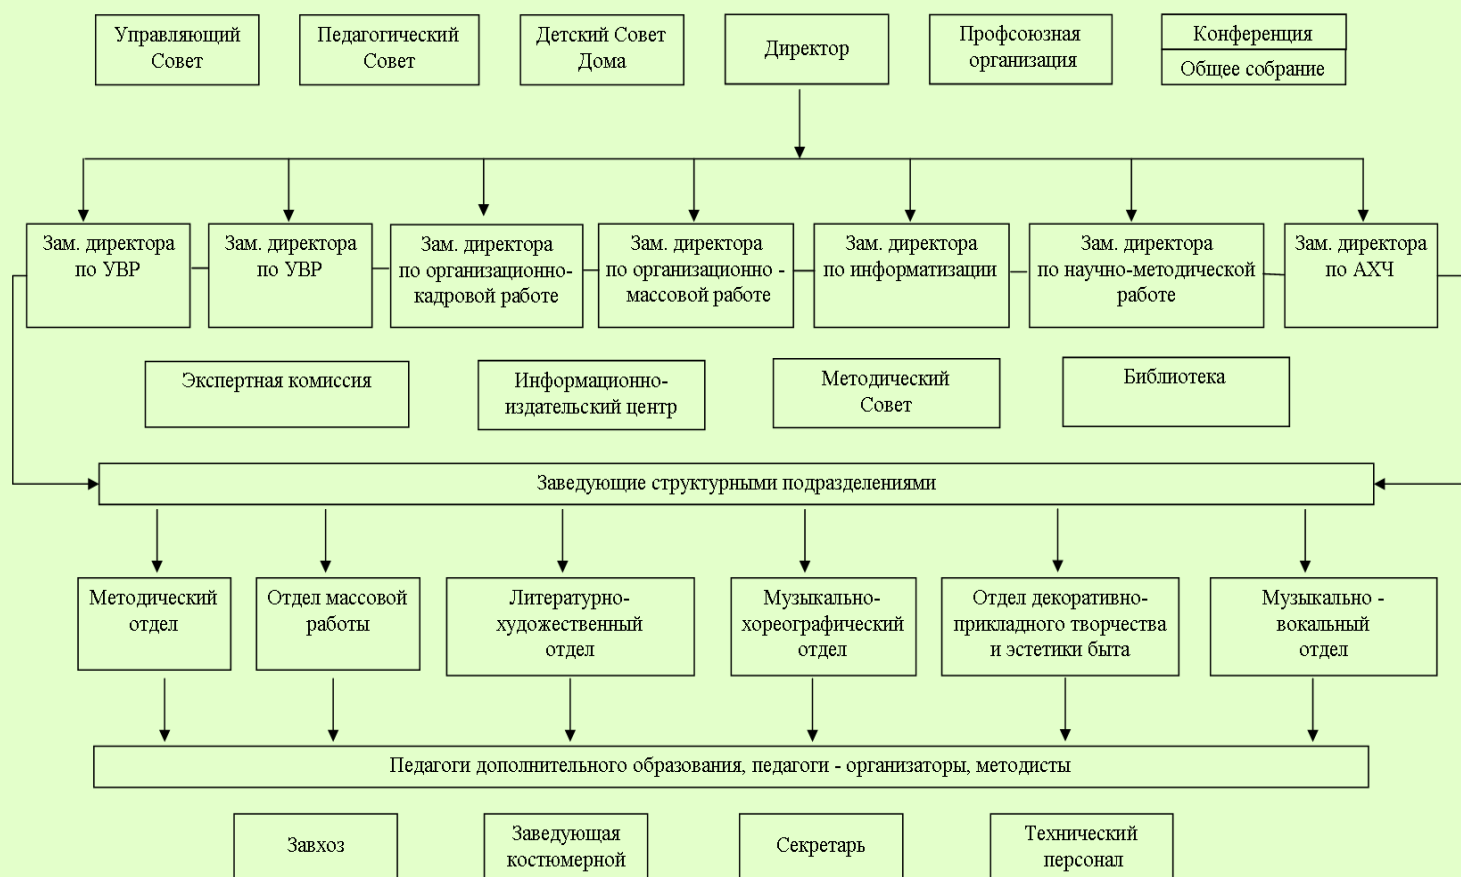 Управляющий
Совет
Педагогический
Совет
Детский Совет
Дома
Директор
Профсоюзная
организация
Конференция
Общее собрание
Зам. директора
по УВР
Зам. директора
по УВР
Зам. директора
по организационно-
кадровой работе
Зам. директора
по организационно -
массовой работе
Зам. директора
по информатизации
Зам. директора
по научно-методической
работе
Зам. директора
по АХЧ
Экспертная комиссия
Информационно-
издательский центр
Методический
Совет
Библиотека
Заведующие структурными подразделениями
Методический
отдел
Отдел массовой
работы
Литературно-
художественный
отдел
Музыкально-
хореографический
отдел
Отдел декоративно-
прикладного творчества
и эстетики быта
Музыкально -
вокальный
отдел
Педагоги дополнительного образования, педагоги - организаторы, методисты
Завхоз
Заведующая
костюмерной
Секретарь
Технический
персонал